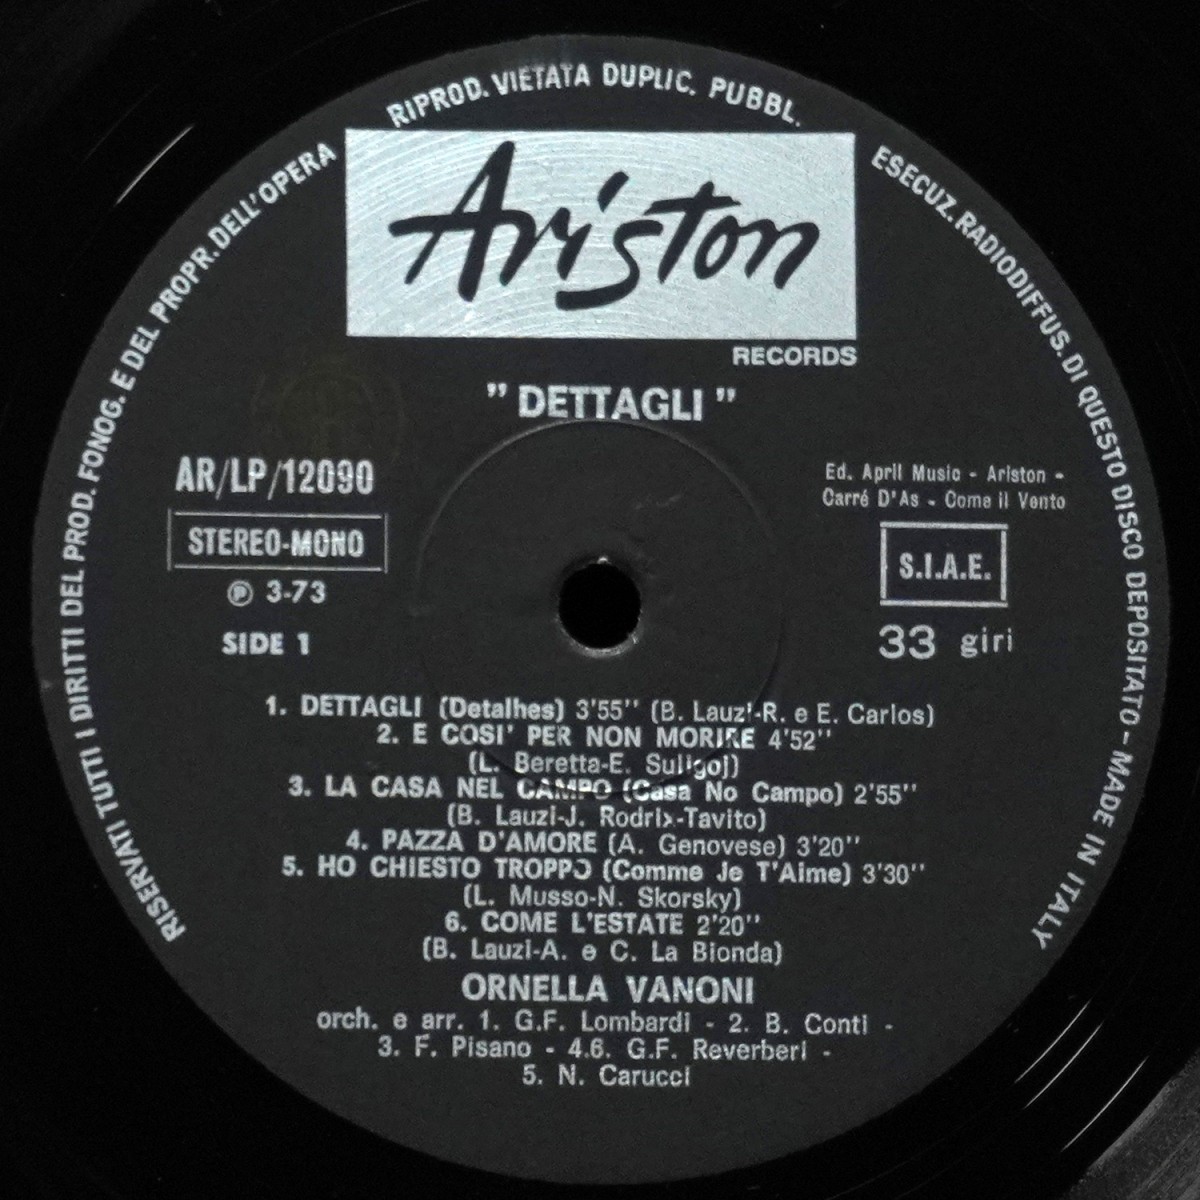 RISERVATI TUTTI I DIRITTI DEL PROD. FONOG. E DEL PROPR. DELL'OPERA
RIPROD. VIETATA DUPLIC. PUBBL.
ESECUZ. RADIODIFFUS. DI QUESTO DISCO DEPOSITATO - MADE IN ITALY
Ariston
RECORDS
" DETTAGLI "
AR/LP/12090
STEREO-MONO
℗ 3-73
SIDE 1
Ed. April Music - Ariston -
Carré D'As - Come il Vento
S.I.A.E.
33 giri
1. DETTAGLI (Detalhes) 3'55" (B. Lauzi-R. e E. Carlos)
2. E COSI' PER NON MORIRE 4'52"
(L. Beretta-E. Suligoj)
3. LA CASA NEL CAMPO (Casa No Campo) 2'55"
(B. Lauzi-J. Rodrix-Tavito)
4. PAZZA D'AMORE (A. Genovese) 3'20"
5. HO CHIESTO TROPPO (Comme Je T'Aime) 3'30"
(L. Musso-N. Skorsky)
6. COME L'ESTATE 2'20"
(B. Lauzi-A. e C. La Bionda)
ORNELLA VANONI
orch. e arr. 1. G.F. Lombardi - 2. B. Conti -
3. F. Pisano - 4.6. G.F. Reverberi -
5. N. Carucci